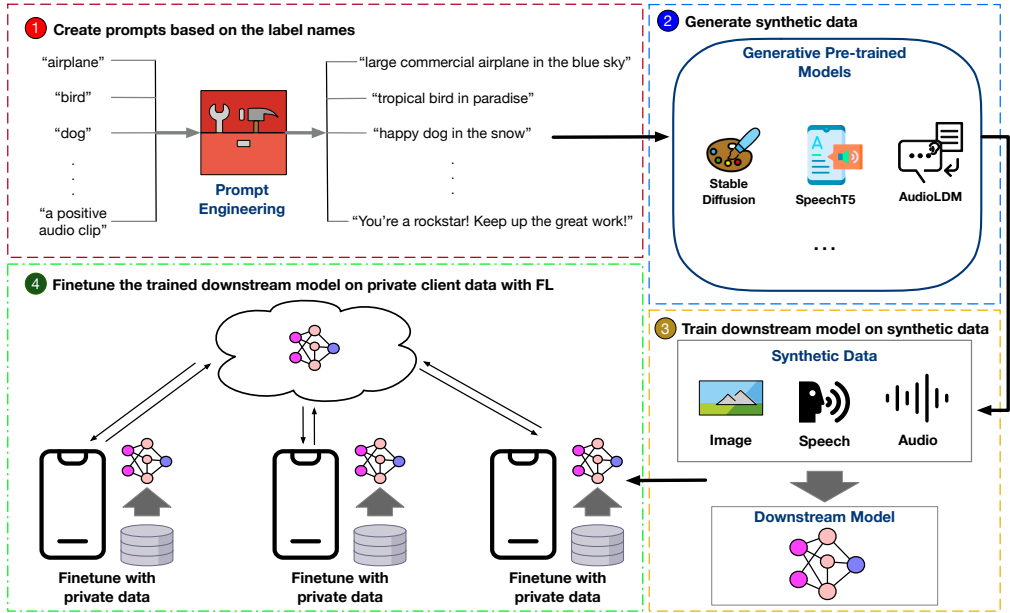 1 Create prompts based on the label names
“airplane”
“bird”
“dog”
.
.
.
“a positive
audio clip”
Prompt
Engineering
“large commercial airplane in the blue sky”
“tropical bird in paradise”
“happy dog in the snow”
.
.
.
“You’re a rockstar! Keep up the great work!”
2 Generate synthetic data
Generative Pre-trained
Models
Stable
Diffusion
A
SpeechT5
AudioLDM
...
3 Train downstream model on synthetic data
Synthetic Data
Image
Speech
Audio
Downstream Model
4 Finetune the trained downstream model on private client data with FL
Finetune with
private data
Finetune with
private data
Finetune with
private data